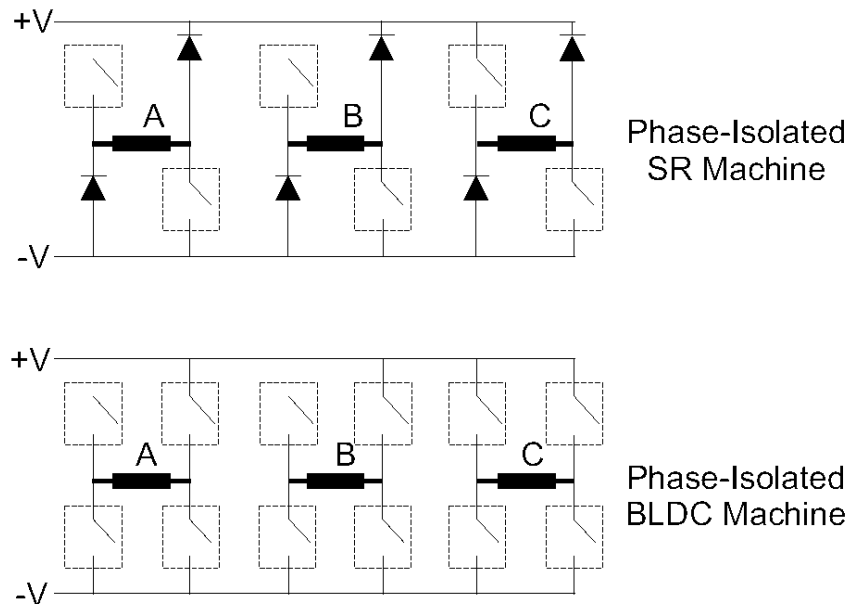 +V
A
B
C
Phase-Isolated
SR Machine
-V
+V
A
B
C
Phase-Isolated
BLDC Machine
-V